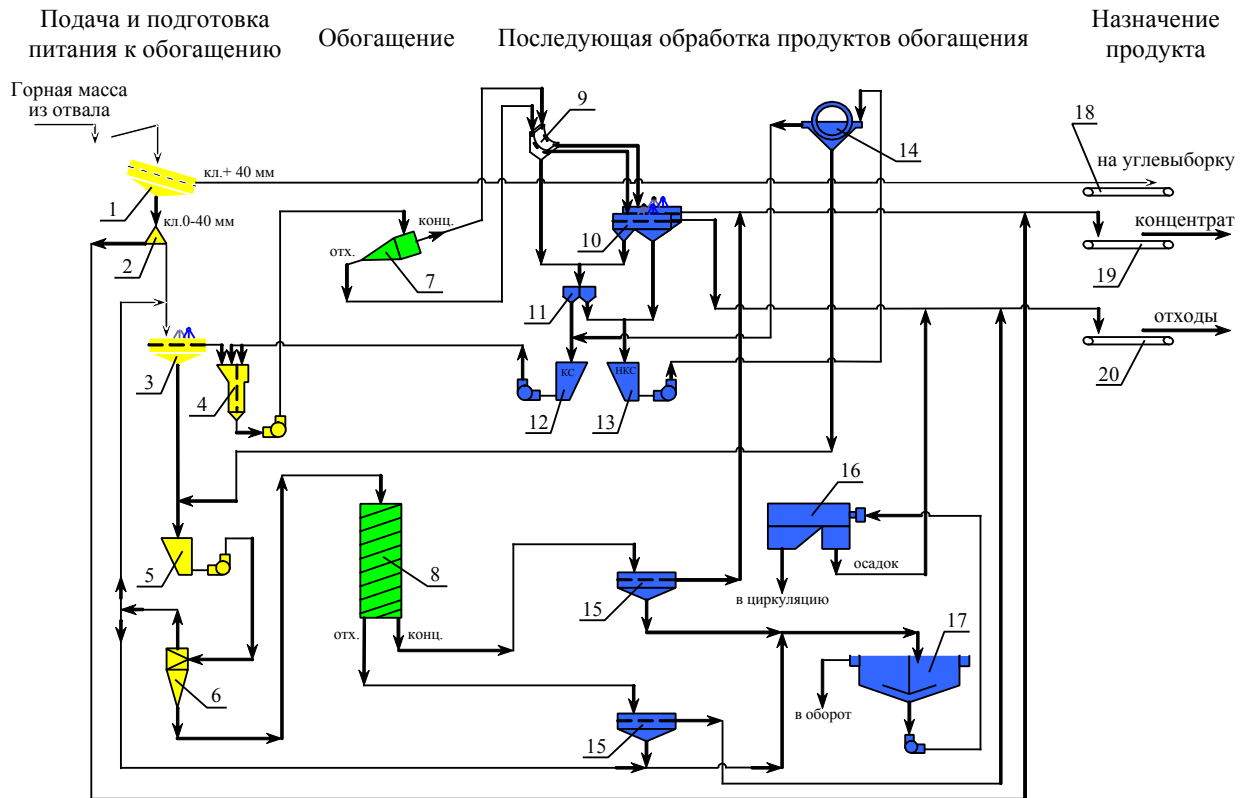 Подача и подготовка
питания к обогащению
Обогащение
Последующая обработка продуктов обогащения
Назначение
продукта
Горная масса
из отвала
9
14
18
на углевыборку
кл.+ 40 мм
1
кл.0-40 мм
2
конц.
отх.
7
10
концентрат
19
11
отходы
20
3
4
КС
12
НКС
13
16
осадок
в циркуляцию
5
8
15
отх.
конц.
17
6
в оборот
15